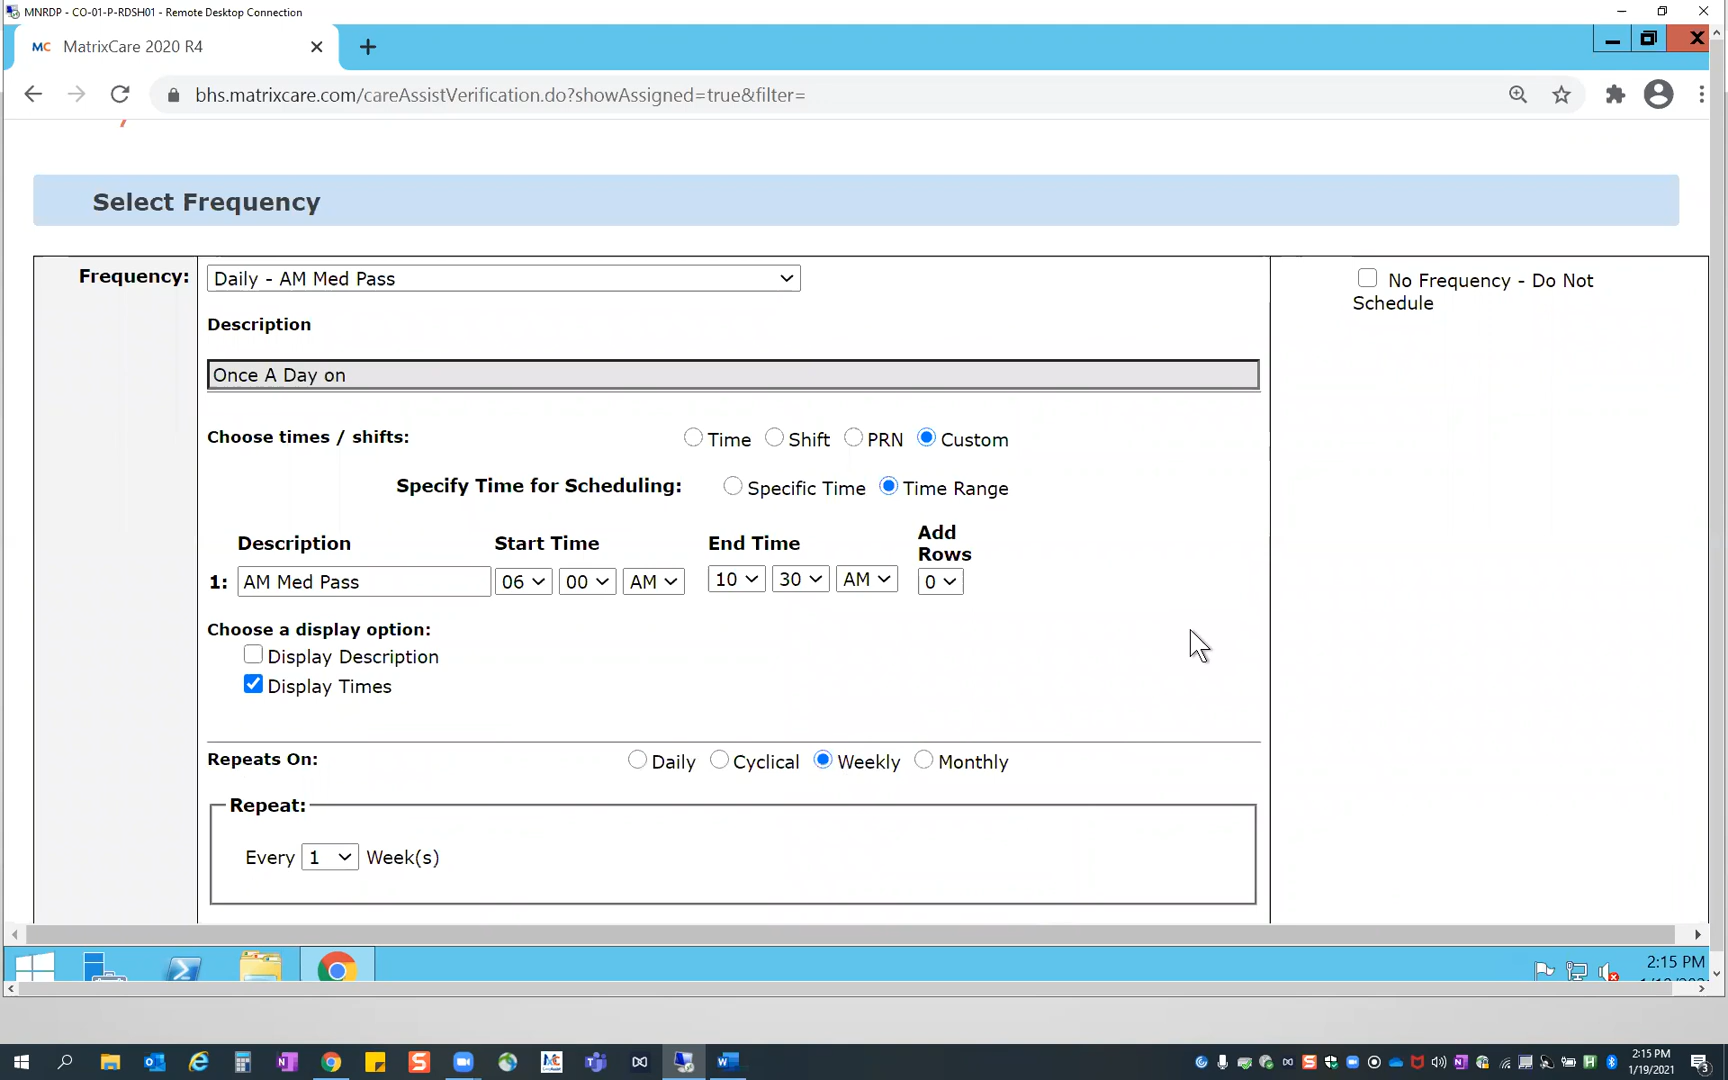 MNRDP - CO-01-P-RDSH01 - Remote Desktop Connection
MC MatrixCare 2020 R4
bhs.matrixcare.com/careAssistVerification.do?showAssigned=true&filter=
Select Frequency
Frequency: Daily - AM Med Pass
No Frequency - Do Not
Schedule
Description
Once A Day on
Choose times / shifts: Time Shift PRN Custom
Specify Time for Scheduling: Specific Time Time Range
Description Start Time End Time Add
Rows
1: AM Med Pass 06 00 AM 10 30 AM 0
Choose a display option:
Display Description
Display Times
Repeats On: Daily Cyclical Weekly Monthly
Repeat:
Every 1 Week(s)
2:15 PM
2:15 PM
1/19/2021
3